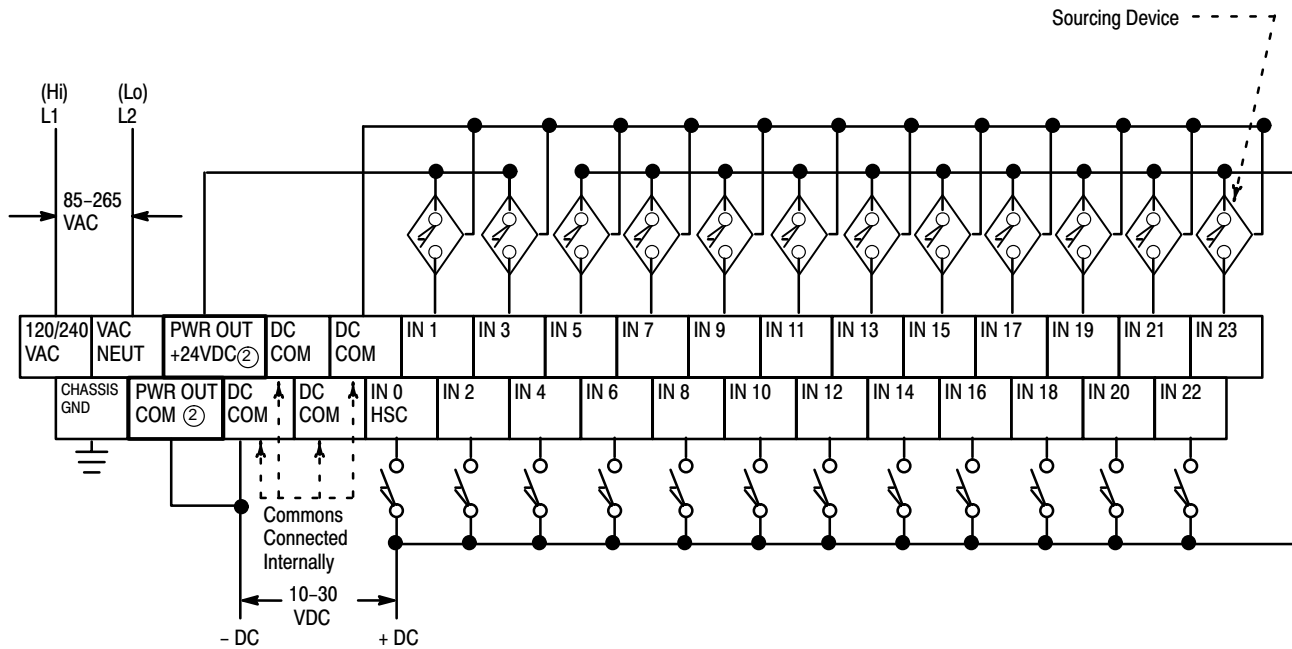 Sourcing Device
(Hi)
L1
(Lo)
L2
85–265
VAC
120/240
VAC
VAC
NEUT
PWR OUT
+24VDC②
DC
COM
DC
COM
IN 1
IN 3
IN 5
IN 7
IN 9
IN 11
IN 13
IN 15
IN 17
IN 19
IN 21
IN 23
CHASSIS
GND
PWR OUT
COM ②
DC
COM
DC
COM
IN 0
HSC
IN 2
IN 4
IN 6
IN 8
IN 10
IN 12
IN 14
IN 16
IN 18
IN 20
IN 22
Commons
Connected
Internally
10–30
VDC
– DC
+ DC